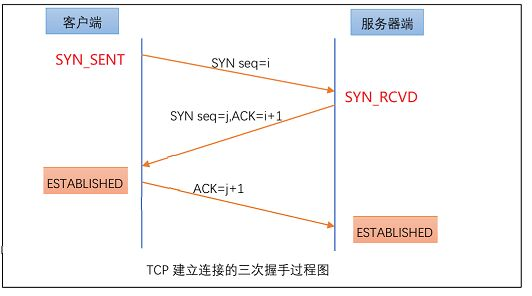 客户端
服务器端
SYN_SENT
SYN seq=i
SYN_RCVD
SYN seq=j,ACK=i+1
ESTABLISHED
ACK=j+1
ESTABLISHED
TCP 建立连接的三次握手过程图